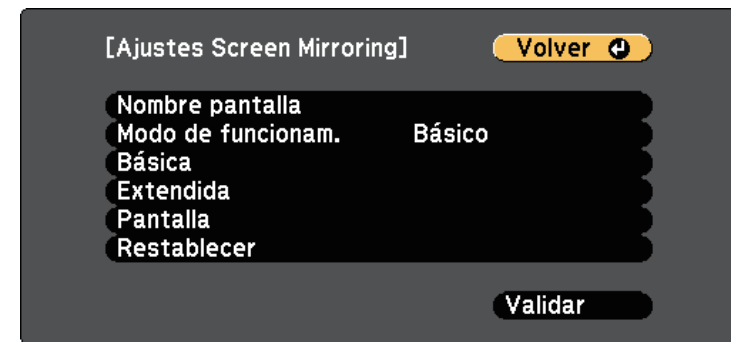 [Ajustes Screen Mirroring] Volver
Nombre pantalla
Modo de funcionam. Básico
Básica
Extendida
Pantalla
Restablecer
Validar